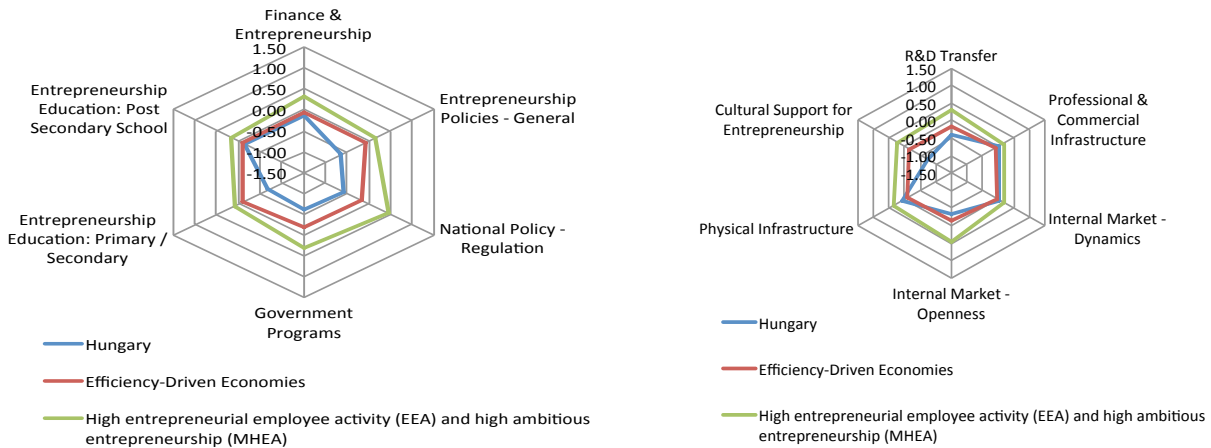 Finance &
Entrepreneurship
1.50
1.00
0.50
0.00
-0.50
-1.00
-1.50
Entrepreneurship
Policies - General
National Policy -
Regulation
Government
Programs
Entrepreneurship
Education: Primary /
Secondary
Entrepreneurship
Education: Post
Secondary School
Hungary
Efficiency-Driven Economies
High entrepreneurial employee activity (EEA) and high ambitious
entrepreneurship (MHEA)
R&D Transfer
1.50
1.00
0.50
0.00
-0.50
-1.00
-1.50
Professional &
Commercial
Infrastructure
Internal Market -
Dynamics
Internal Market -
Openness
Physical Infrastructure
Cultural Support for
Entrepreneurship
Hungary
Efficiency-Driven Economies
High entrepreneurial employee activity (EEA) and high ambitious
entrepreneurship (MHEA)